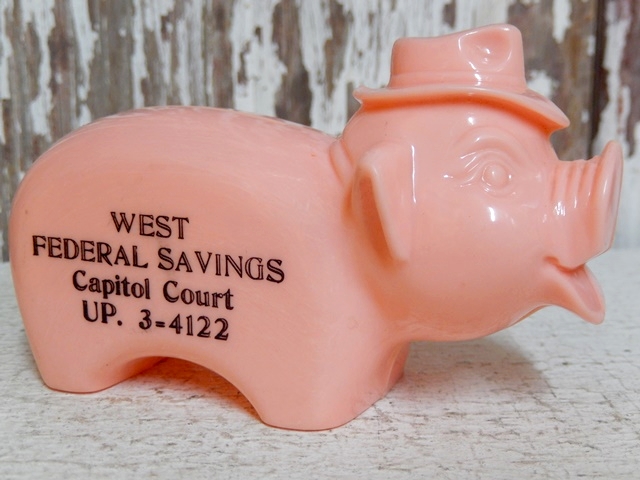 WEST
FEDERAL SAVINGS
Capitol Court
UP. 3-4122